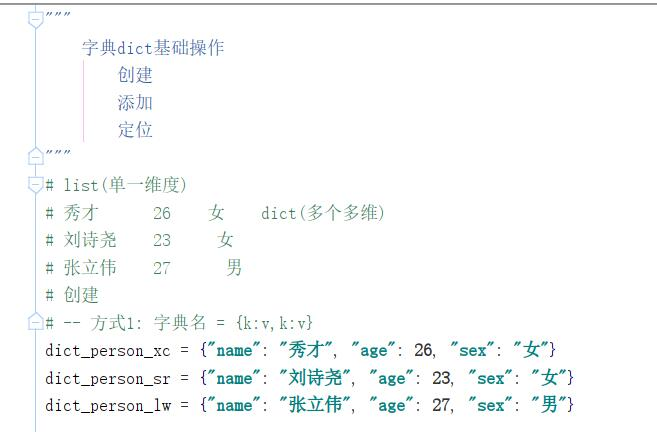 """
字典dict基础操作
创建
添加
定位
"""
# list(单一维度)
# 秀才 26 女 dict(多个多维)
# 刘诗尧 23 女
# 张立伟 27 男
# 创建
# -- 方式1: 字典名 = {k:v,k:v}
dict_person_xc = {"name": "秀才", "age": 26, "sex": "女"}
dict_person_sr = {"name": "刘诗尧", "age": 23, "sex": "女"}
dict_person_lw = {"name": "张立伟", "age": 27, "sex": "男"}